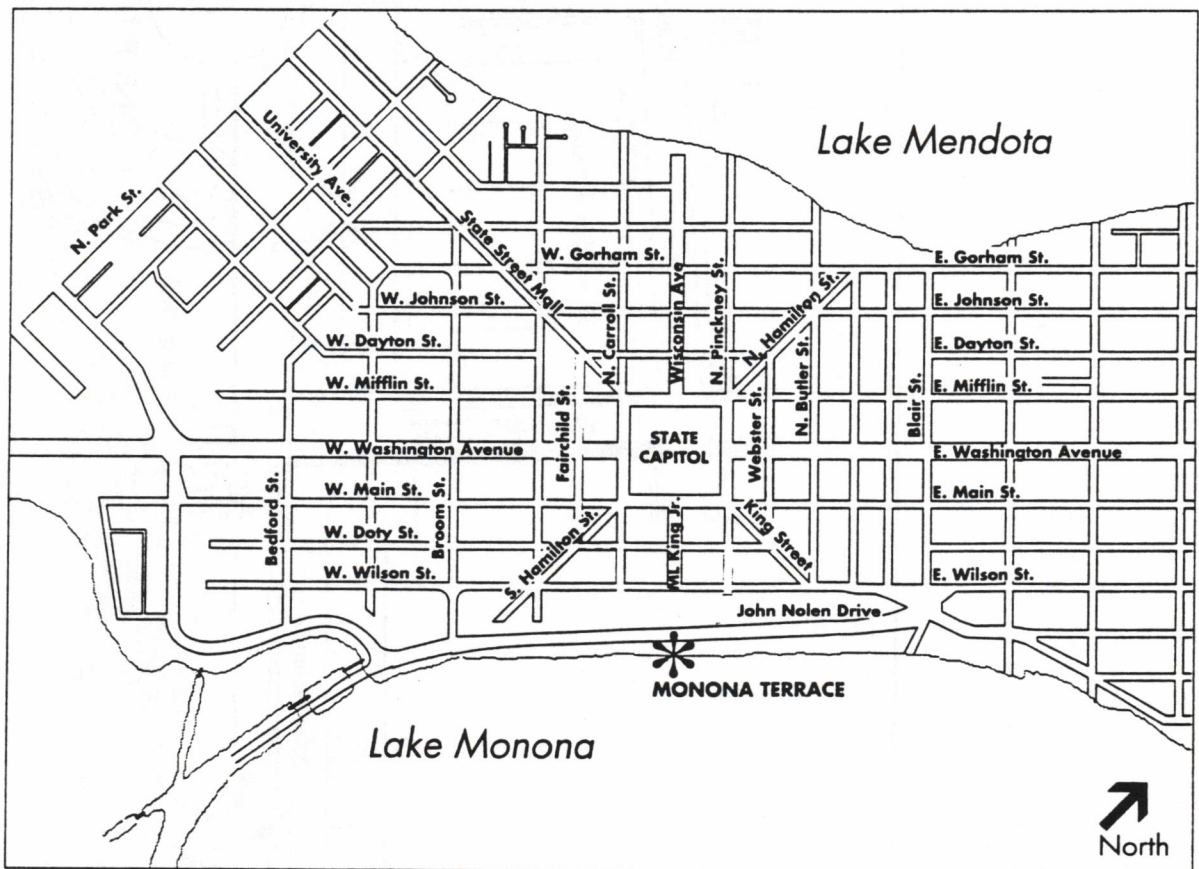 Lake Mendota
University Ave.
N. Park St.
State Street Mall
W. Gorham St.
E. Gorham St.
W. Johnson St.
N. Carroll St.
Wisconsin Ave
N. Pinckney St.
N. Hamilton St.
E. Johnson St.
W. Dayton St.
E. Dayton St.
W. Mifflin St.
N. Butler St.
E. Mifflin St.
Fairchild St.
STATE
CAPITOL
Webster St.
Blair St.
W. Washington Avenue
E. Washington Avenue
Bedford St.
W. Main St.
Broom St.
E. Main St.
W. Doty St.
S. Hamilton St.
ML King Jr.
King Street
W. Wilson St.
E. Wilson St.
John Nolen Drive
MONONA TERRACE
Lake Monona
North